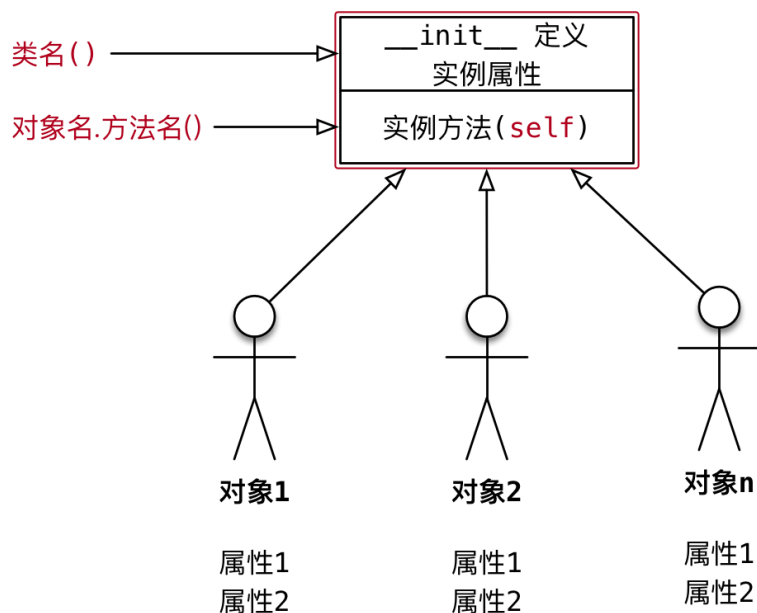 类名()
__init__ 定义
实例属性
对象名.方法名()
实例方法(self)
对象1
对象2
对象n
属性1
属性2
属性1
属性2
属性1
属性2